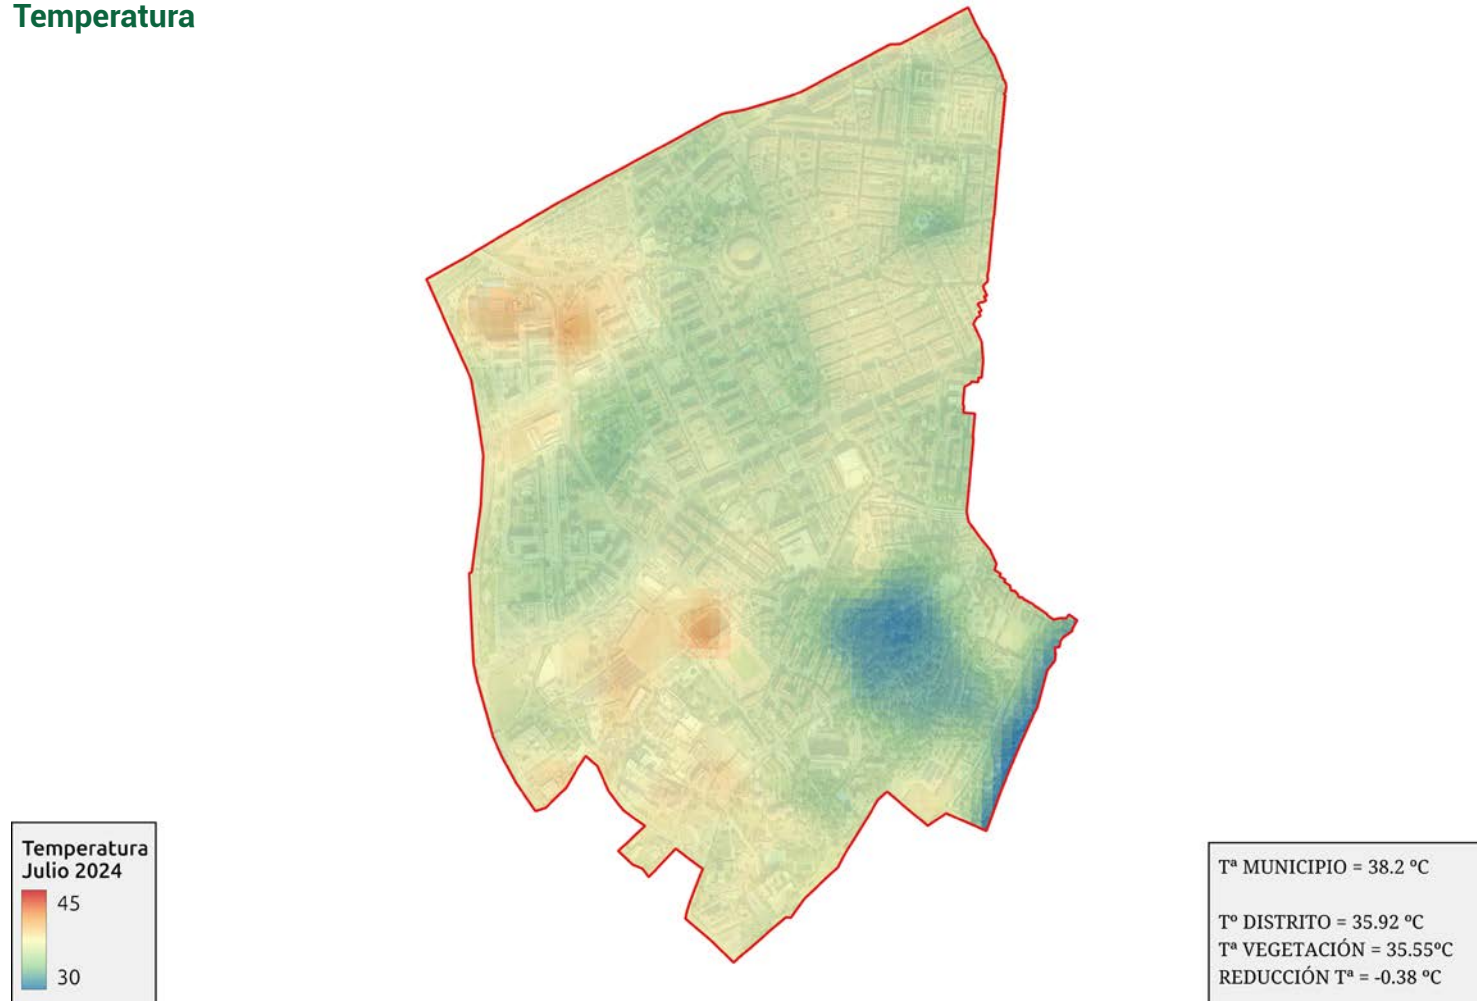 Temperatura
Temperatura
Julio 2024
45
30
Tª MUNICIPIO = 38.2 ºC
Tº DISTRITO = 35.92 ºC
Tª VEGETACIÓN = 35.55ºC
REDUCCIÓN Tª = -0.38 ºC